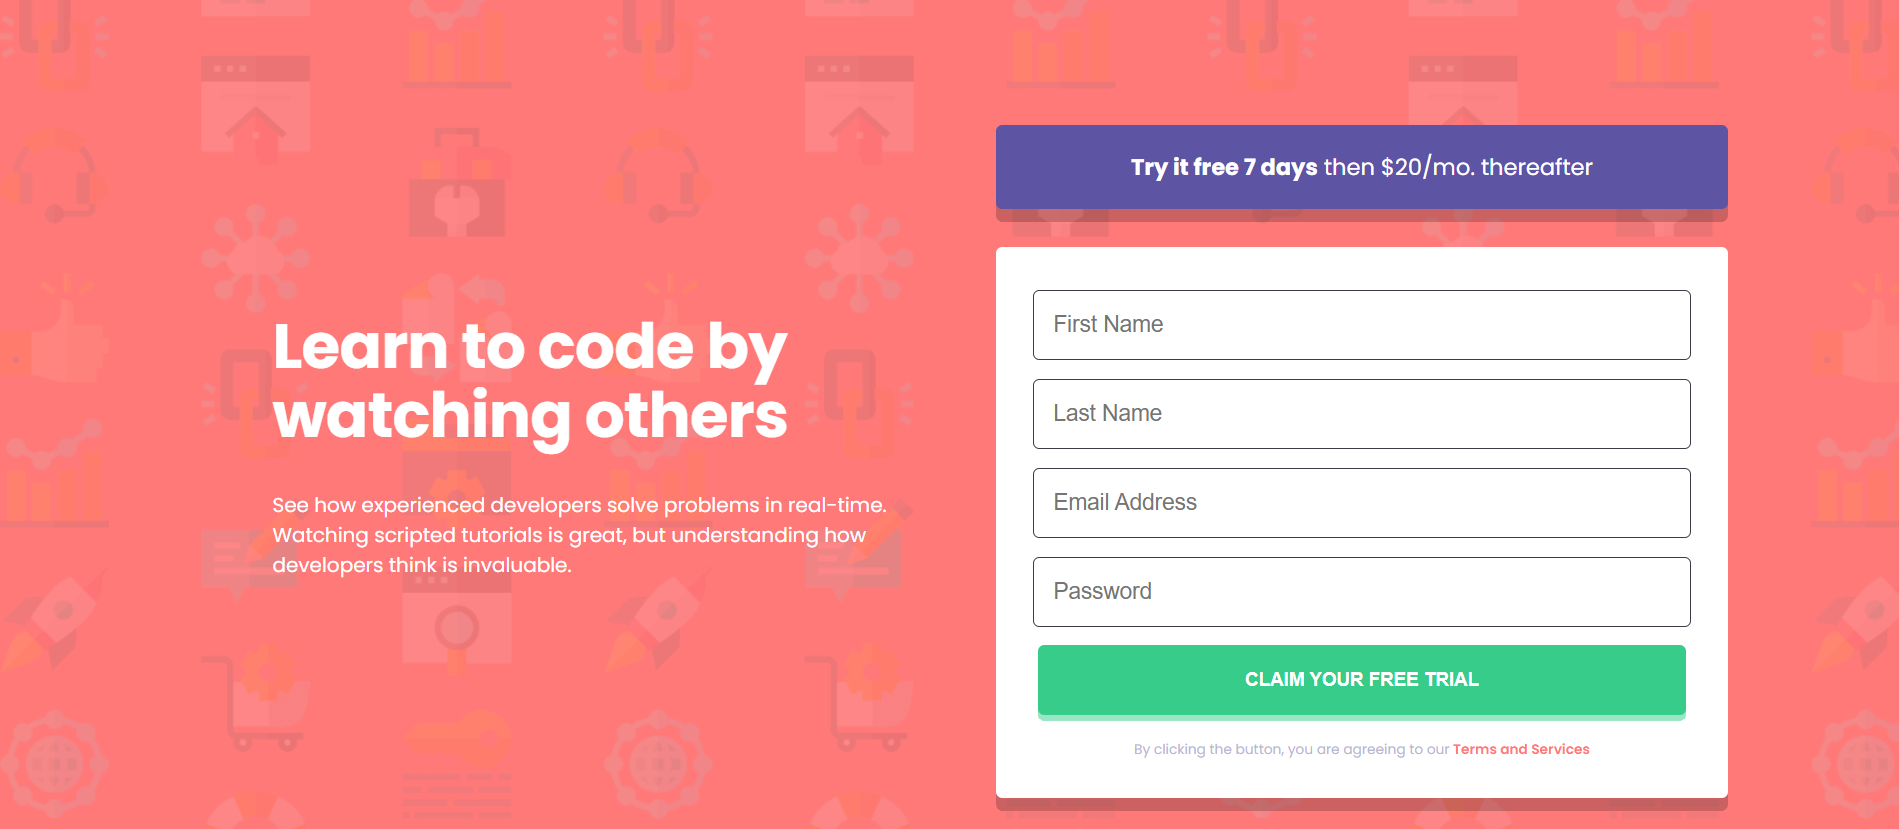 Learn to code by
watching others
See how experienced developers solve problems in real-time.
Watching scripted tutorials is great, but understanding how
developers think is invaluable.
Try it free 7 days then $20/mo. thereafter
First Name
Last Name
Email Address
Password
CLAIM YOUR FREE TRIAL
By clicking the button, you are agreeing to our Terms and Services